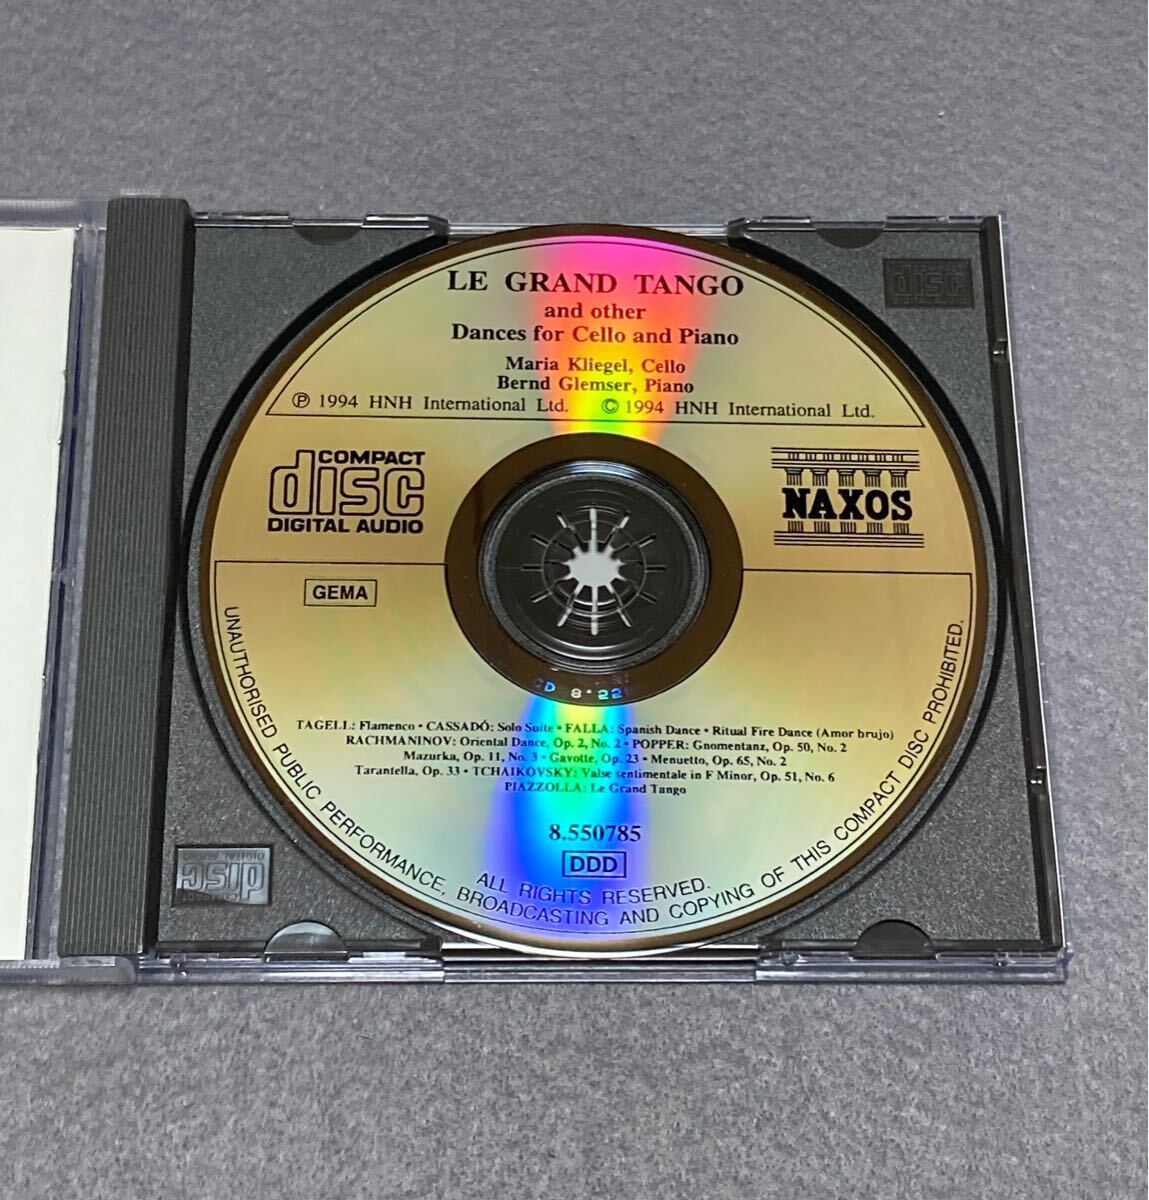 LE GRAND TANGO
and other
Dances for Cello and Piano
Maria Kliegel, Cello
Bernd Glemser, Piano
℗ 1994 HNH International Ltd. © 1994 HNH International Ltd.
COMPACT
disc
DIGITAL AUDIO
NAXOS
GEMA
TAGELL: Flamenco • CASSADÓ: Solo Suite • FALLA: Spanish Dance • Ritual Fire Dance (Amor brujo)
RACHMANINOV: Oriental Dance, Op. 2, No. 2 • POPPER: Gnomentanz, Op. 50, No. 2
Mazurka, Op. 11, No. 3 • Gavotte, Op. 23 • Menuetto, Op. 65, No. 2
Tarantella, Op. 33 • TCHAIKOVSKY: Valse sentimentale in F Minor, Op. 51, No. 6
PIAZZOLLA: Le Grand Tango
8.550785
DDD
ALL RIGHTS RESERVED.
UNAUTHORISED PUBLIC PERFORMANCE, BROADCASTING AND COPYING OF THIS COMPACT DISC PROHIBITED.
disc
DIGITAL AUDIO
disc